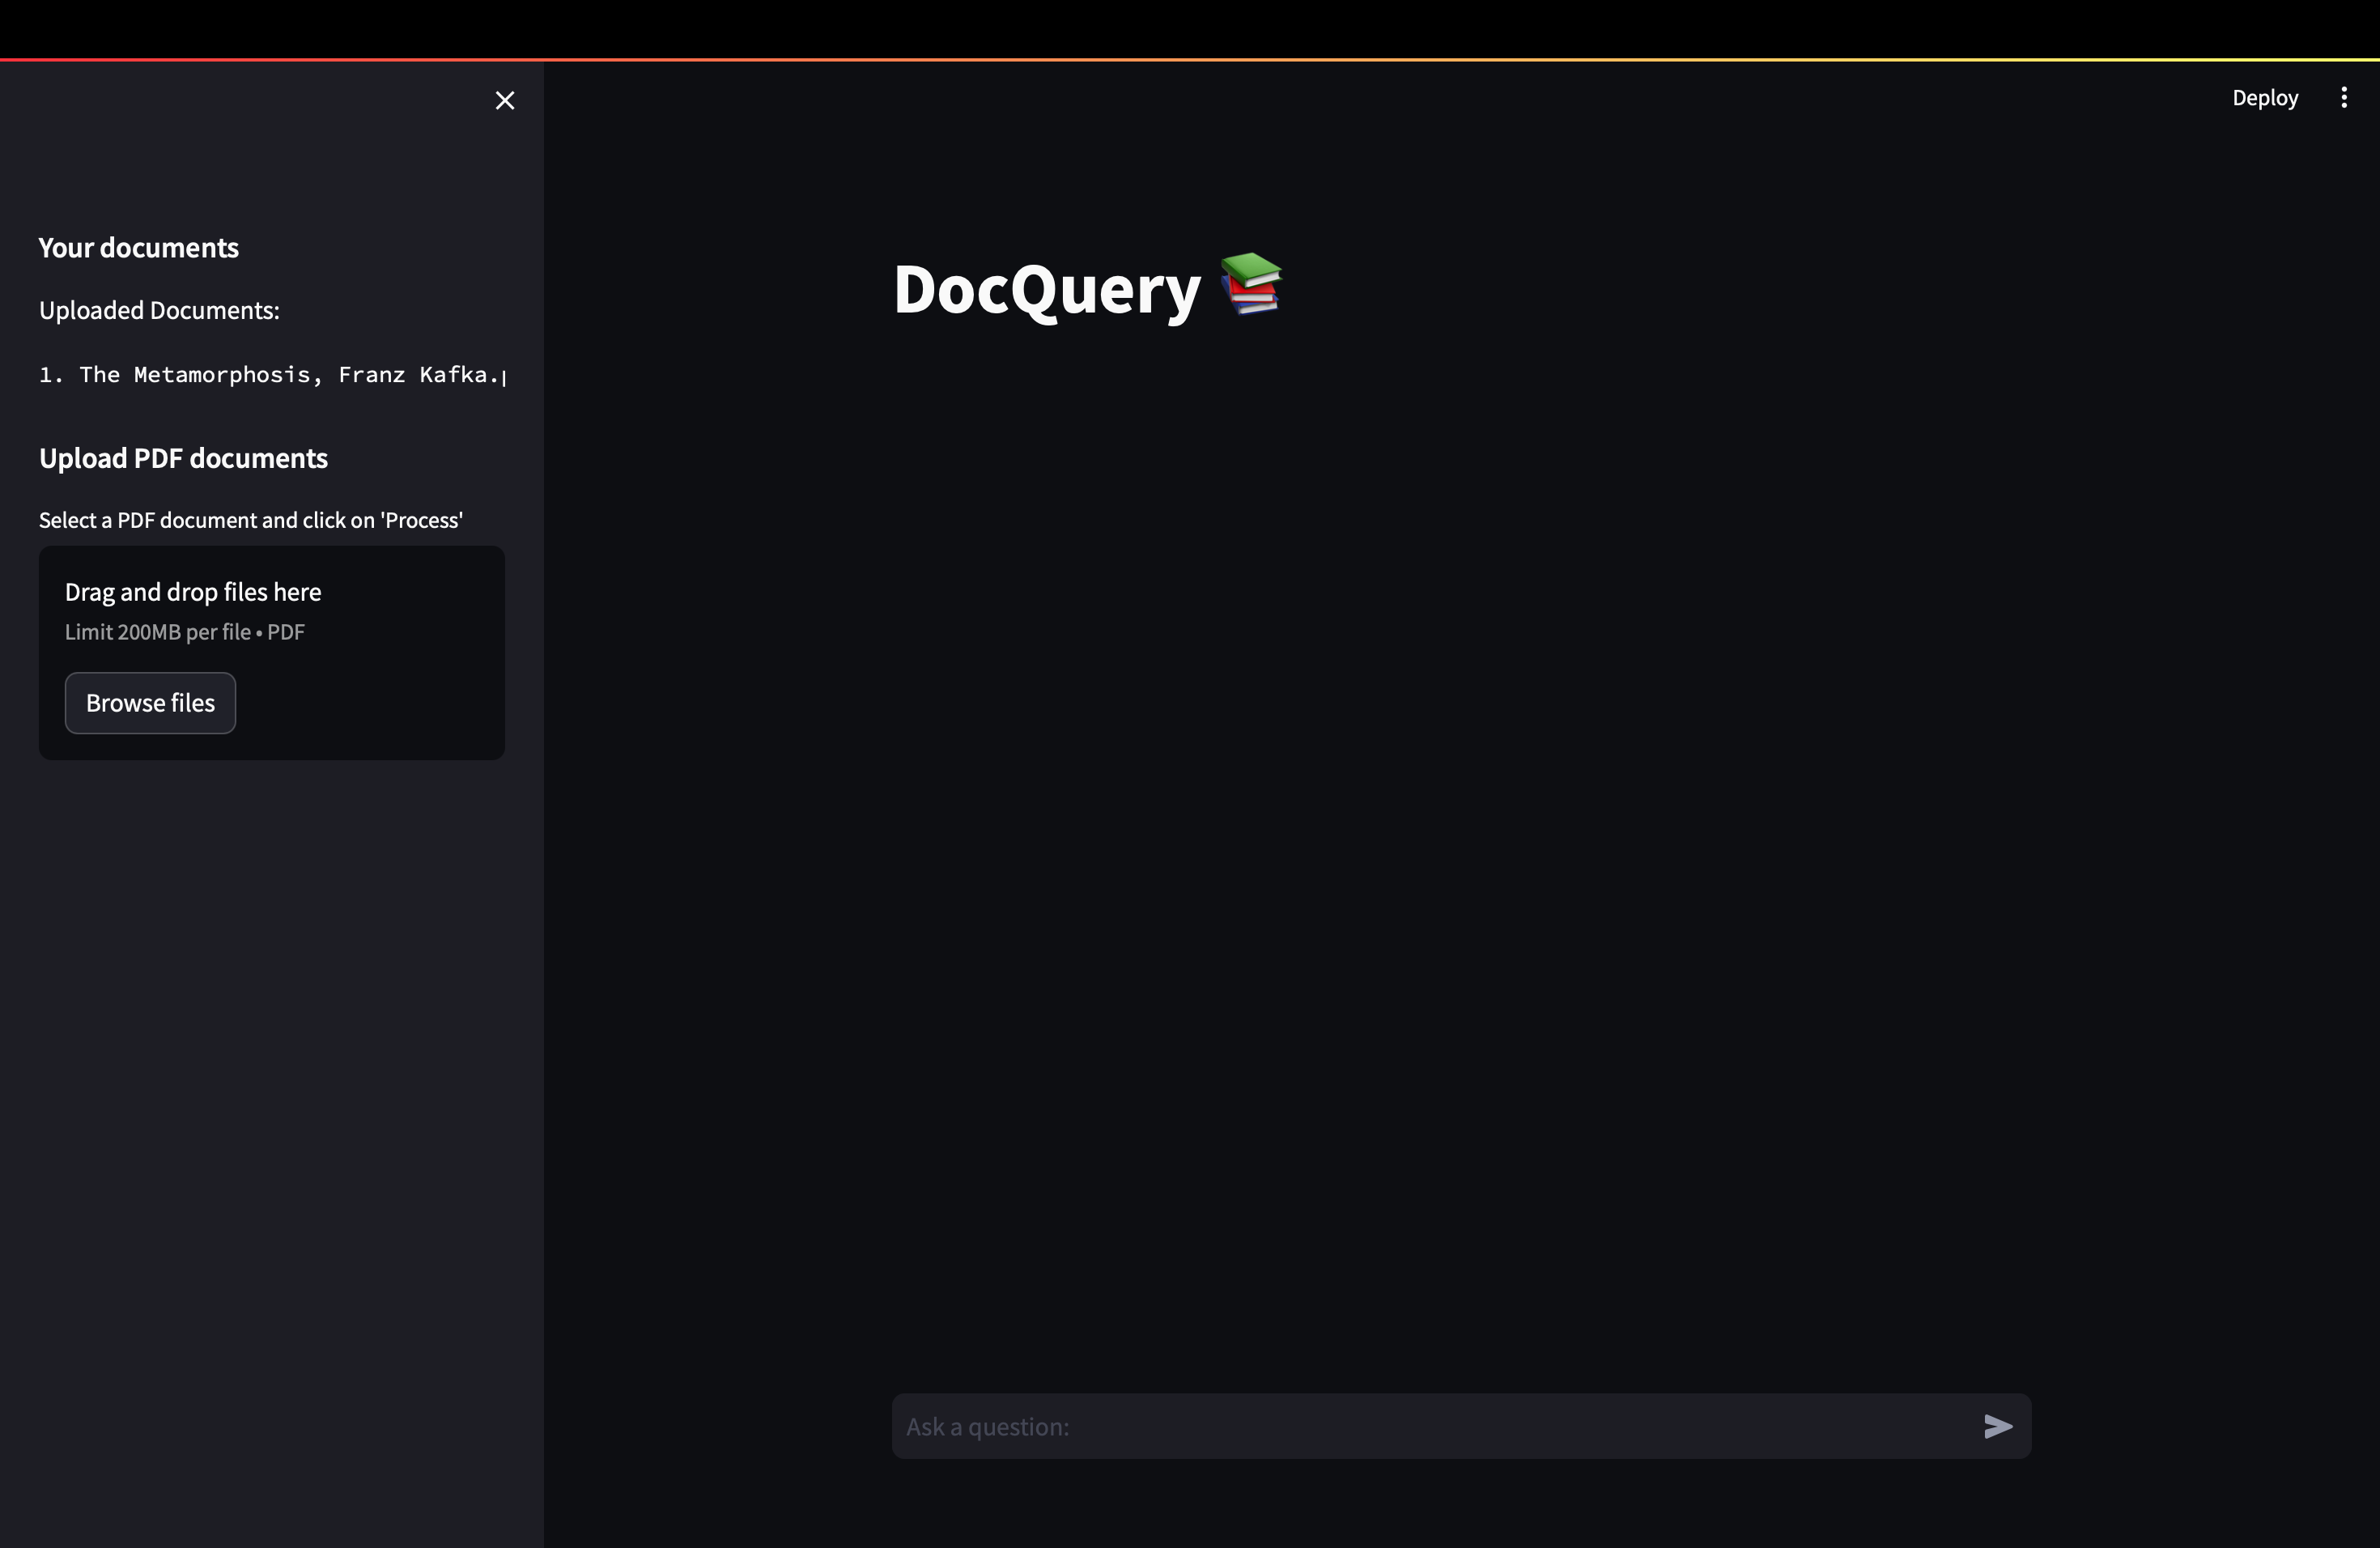 Deploy
Your documents
Uploaded Documents:
1. The Metamorphosis, Franz Kafka.
Upload PDF documents
Select a PDF document and click on 'Process'
Drag and drop files here
Limit 200MB per file • PDF
Browse files
DocQuery
Ask a question: